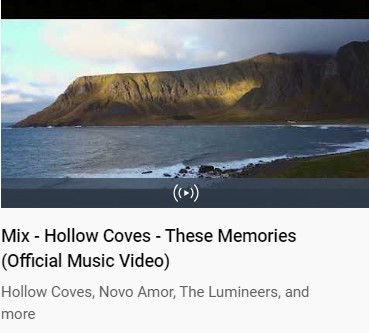 Mix - Hollow Coves - These Memories
(Official Music Video)
Hollow Coves, Novo Amor, The Lumineers, and
more